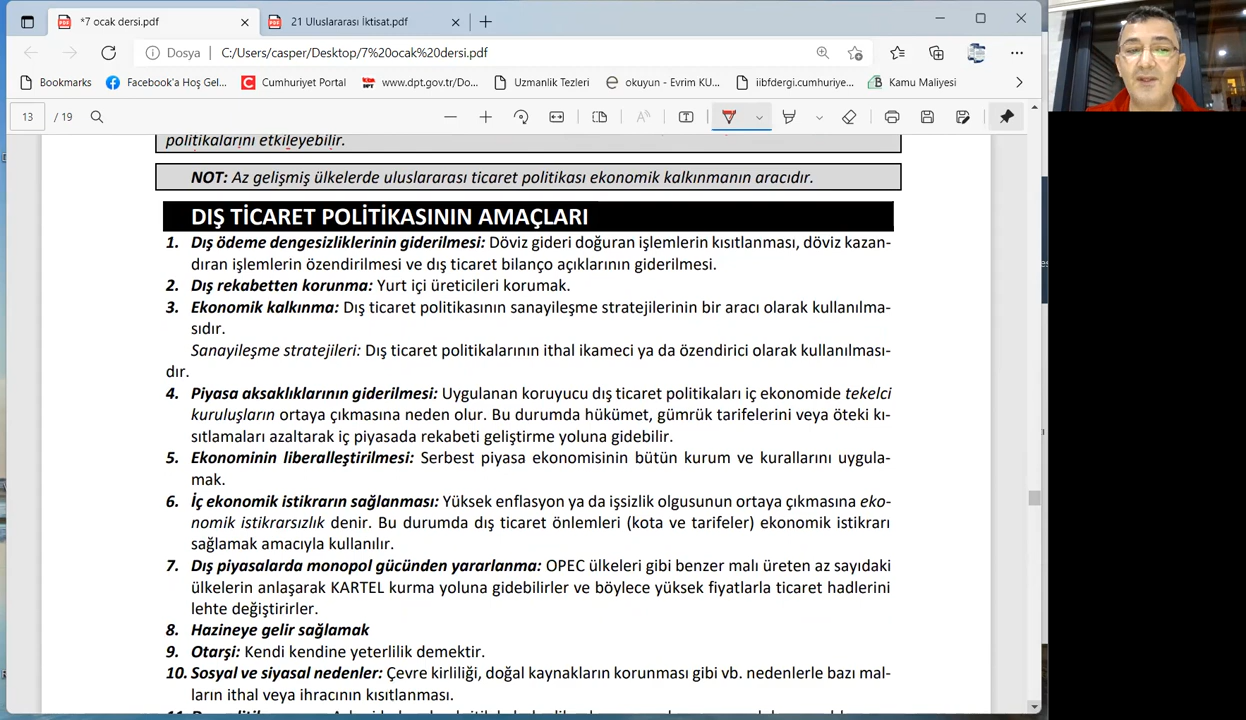 *7 ocak dersi.pdf
21 Uluslararası İktisat.pdf
Dosya
C:/Users/casper/Desktop/7%20ocak%20dersi.pdf
Bookmarks
Facebook'a Hoş Gel...
Cumhuriyet Portal
www.dpt.gov.tr/Do...
Uzmanlik Tezleri
okuyun - Evrim KU...
iibfdergi.cumhuriye...
Kamu Maliyesi
13 / 19
politikalarını etkileyebilir.
NOT: Az gelişmiş ülkelerde uluslararası ticaret politikası ekonomik kalkınmanın aracıdır.
DIŞ TİCARET POLİTİKASININ AMAÇLARI
1. Dış ödeme dengesizliklerinin giderilmesi: Döviz gideri doğuran işlemlerin kısıtlanması, döviz kazan-
dıran işlemlerin özendirilmesi ve dış ticaret bilanço açıklarının giderilmesi.
2. Dış rekabetten korunma: Yurt içi üreticileri korumak.
3. Ekonomik kalkınma: Dış ticaret politikasının sanayileşme stratejilerinin bir aracı olarak kullanılma-
sıdır.
Sanayileşme stratejileri: Dış ticaret politikalarının ithal ikameci ya da özendirici olarak kullanılması-
dır.
4. Piyasa aksaklıklarının giderilmesi: Uygulanan koruyucu dış ticaret politikaları iç ekonomide tekelci
kuruluşların ortaya çıkmasına neden olur. Bu durumda hükümet, gümrük tarifelerini veya öteki kı-
sıtlamaları azaltarak iç piyasada rekabeti geliştirme yoluna gidebilir.
5. Ekonominin liberalleştirilmesi: Serbest piyasa ekonomisinin bütün kurum ve kurallarını uygula-
mak.
6. İç ekonomik istikrarın sağlanması: Yüksek enflasyon ya da işsizlik olgusunun ortaya çıkmasına eko-
nomik istikrarsızlık denir. Bu durumda dış ticaret önlemleri (kota ve tarifeler) ekonomik istikrarı
sağlamak amacıyla kullanılır.
7. Dış piyasalarda monopol gücünden yararlanma: OPEC ülkeleri gibi benzer malı üreten az sayıdaki
ülkelerin anlaşarak KARTEL kurma yoluna gidebilirler ve böylece yüksek fiyatlarla ticaret hadlerini
lehte değiştirirler.
8. Hazineye gelir sağlamak
9. Otarşi: Kendi kendine yeterlilik demektir.
10. Sosyal ve siyasal nedenler: Çevre kirliliği, doğal kaynakların korunması gibi vb. nedenlerle bazı mal-
ların ithal veya ihracının kısıtlanması.